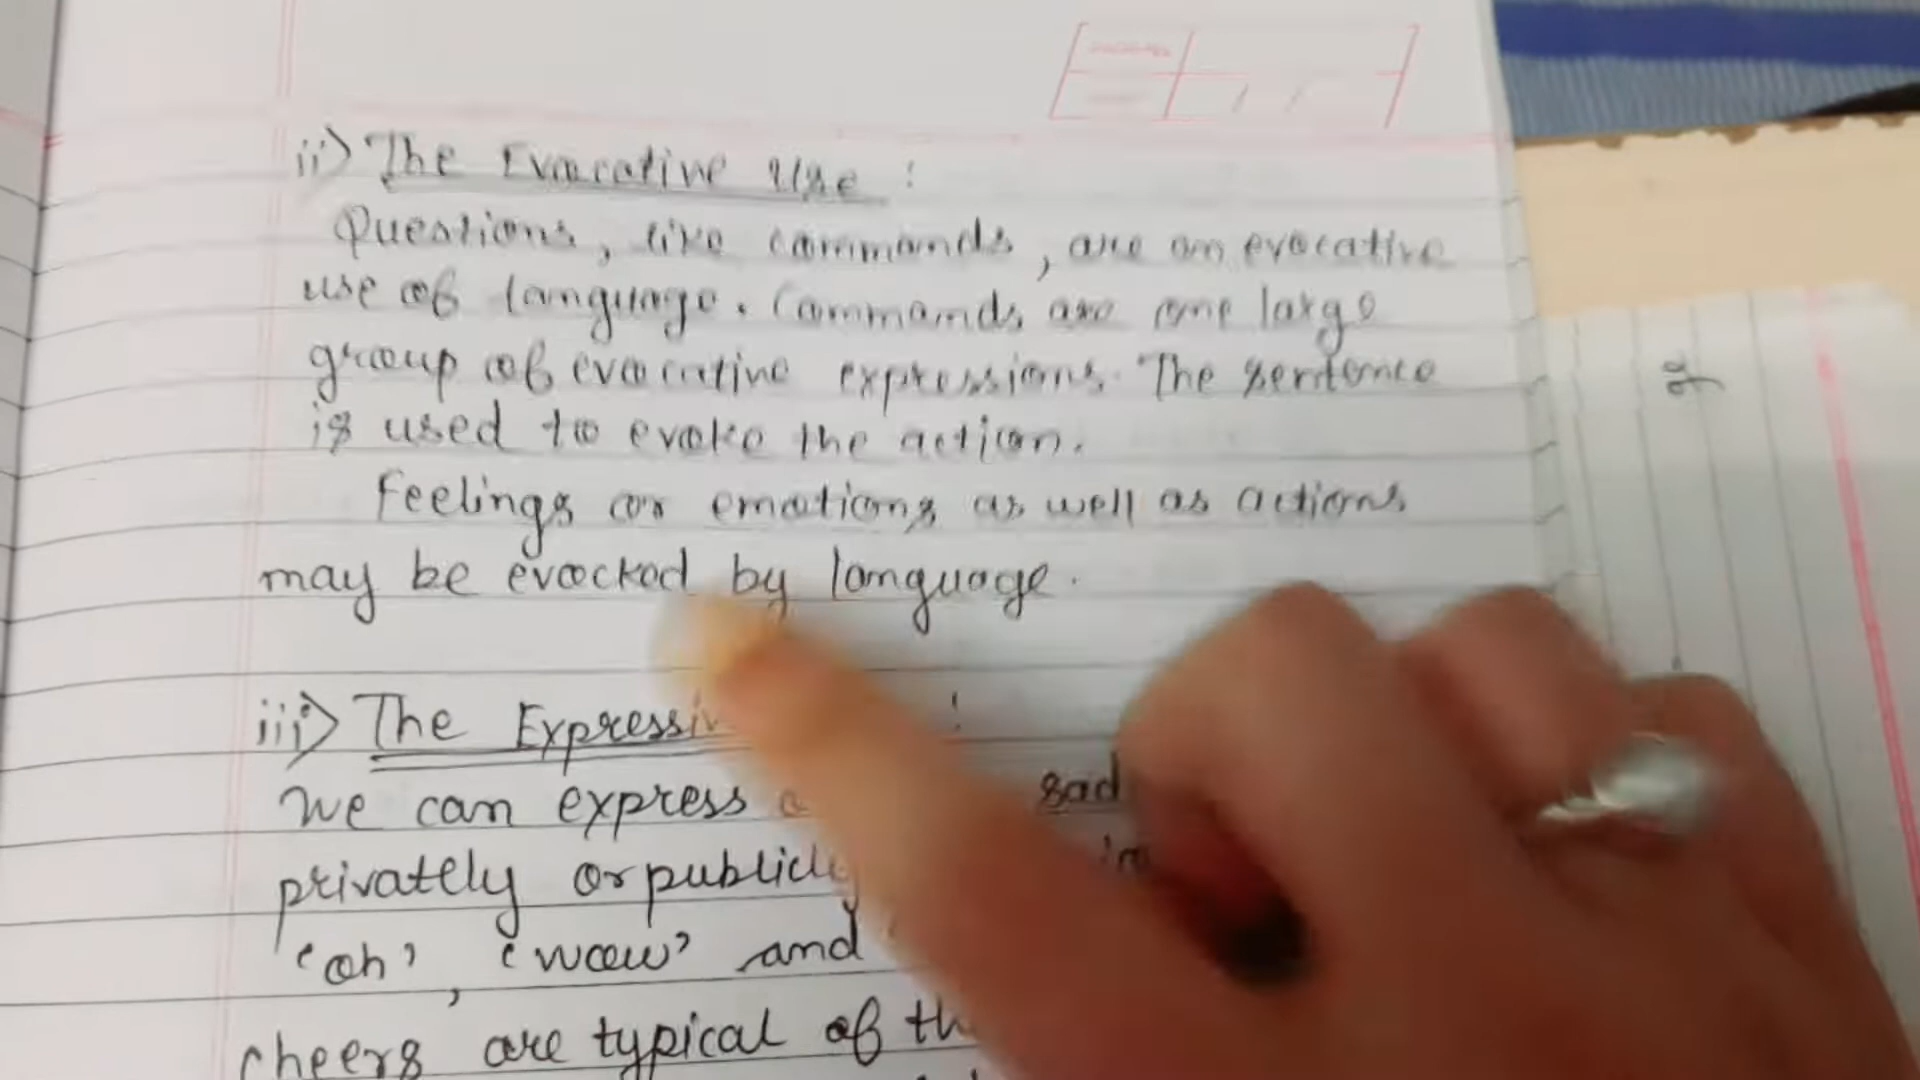 ii) The Evocative Use :
Questions, like commands, are an evocative
use of language. Commands are one large
group of evocative expressions. The sentence
is used to evoke the action.
Feelings or emotions as well as actions
may be evocked by language.
iii) The :
We can express sad
privately or publicly
'oh', 'wow' and
cheers are typical of